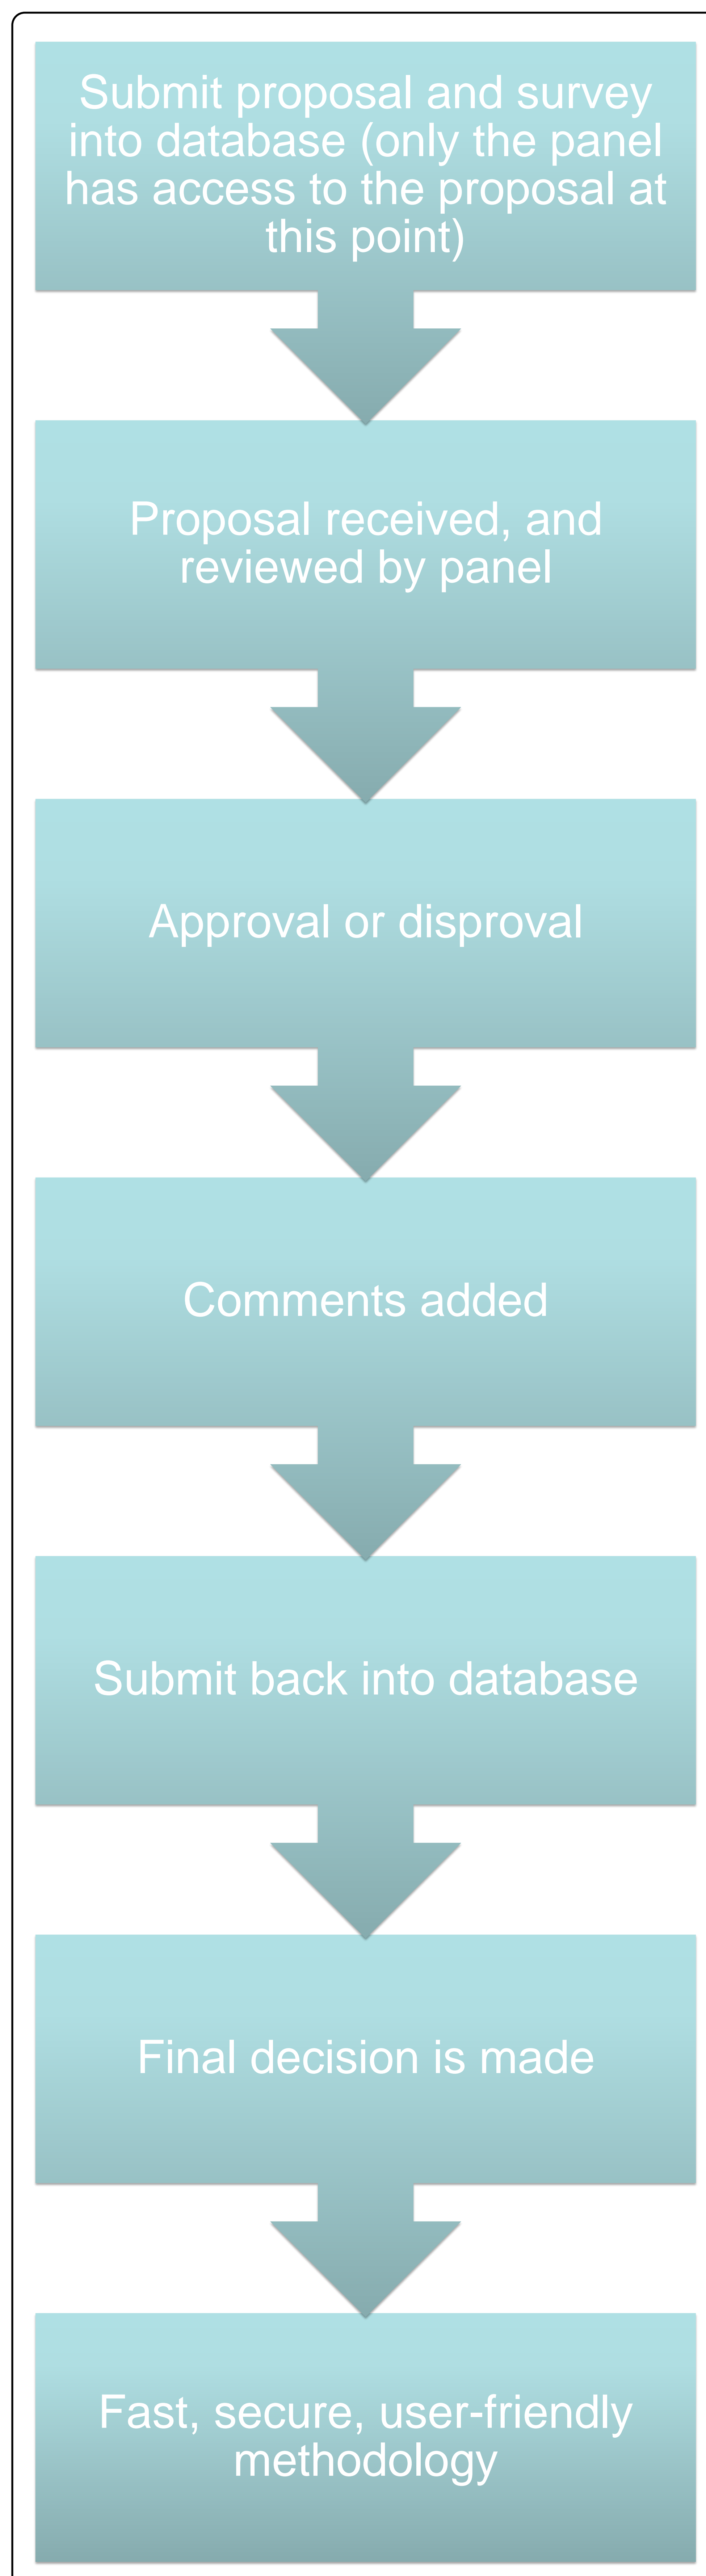 Submit proposal and survey
into database (only the panel
has access to the proposal at
this point)
Proposal received, and
reviewed by panel
Approval or disproval
Comments added
Submit back into database
Final decision is made
Fast, secure, user-friendly
methodology